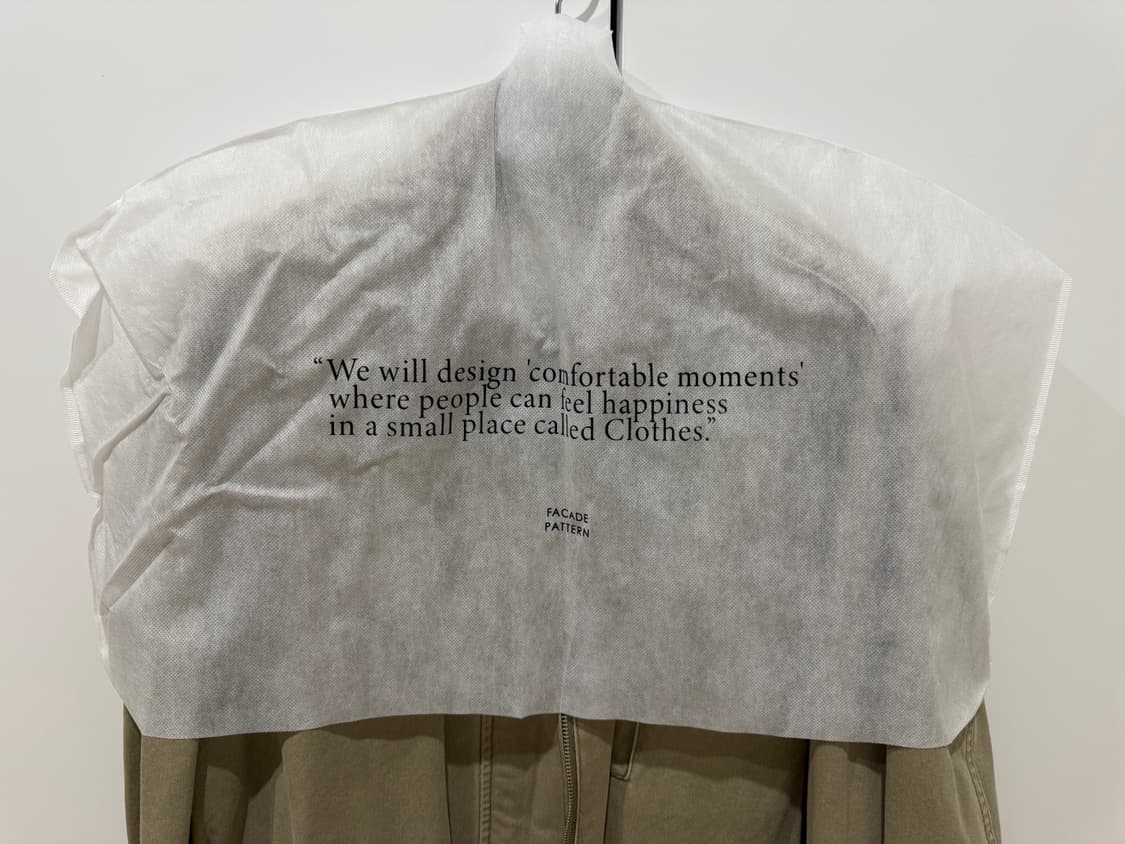 “We will design 'comfortable moments'
where people can feel happiness
in a small place called Clothes.”
FACADE
PATTERN